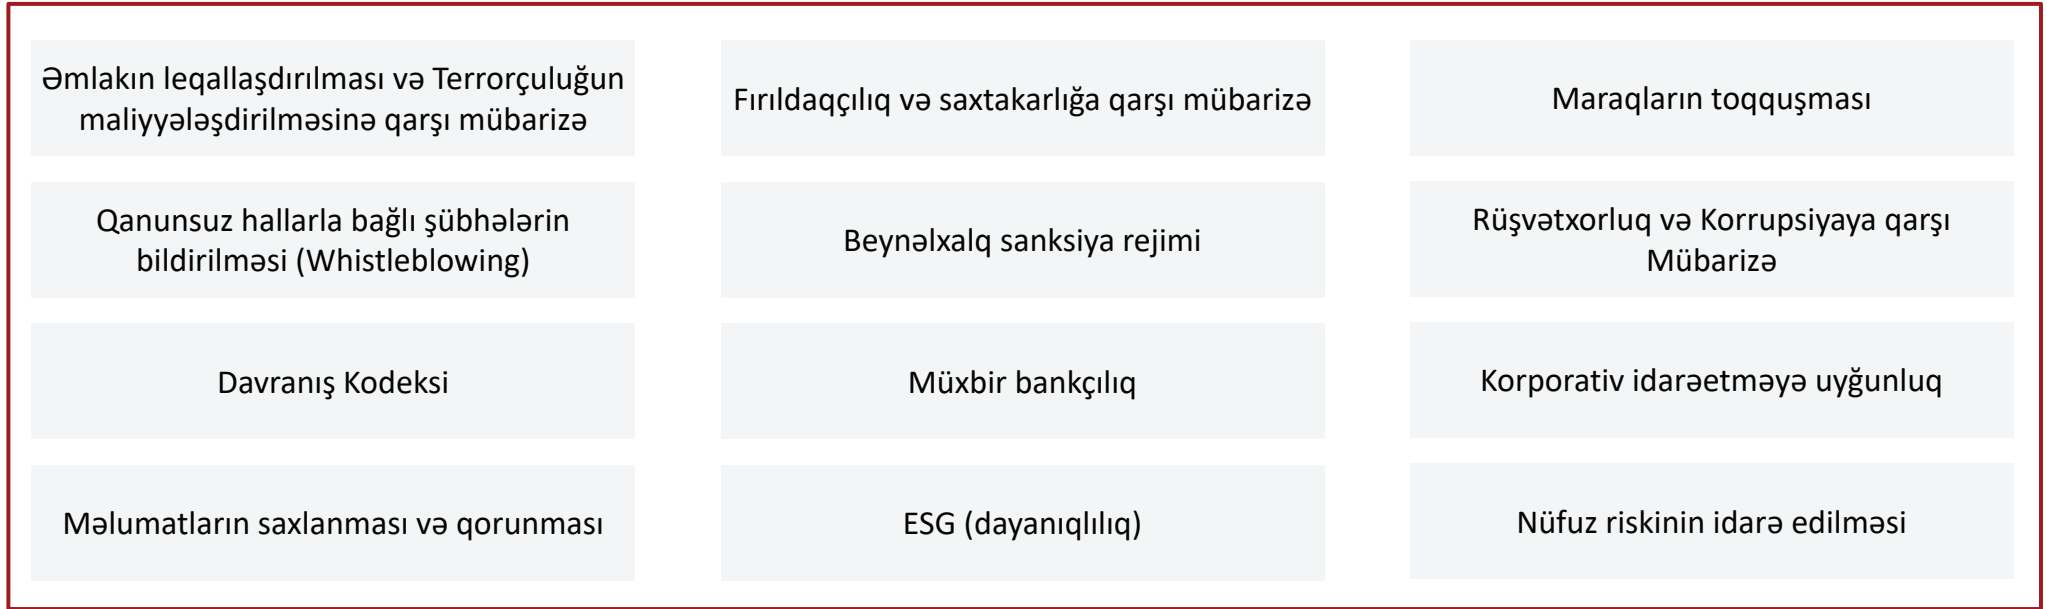 Əmlakın leqallaşdırılması və Terrorçuluğun
maliyyələşdirilməsinə qarşı mübarizə
Fırıldaqçılıq və saxtakarlığa qarşı mübarizə
Maraqların toqquşması
Qanunsuz hallarla bağlı şübhələrin
bildirilməsi (Whistleblowing)
Beynəlxalq sanksiya rejimi
Rüşvətxorluq və Korrupsiyaya qarşı
Mübarizə
Davranış Kodeksi
Müxbir bankçılıq
Korporativ idarəetməyə uyğunluq
Məlumatların saxlanması və qorunması
ESG (dayanıqlılıq)
Nüfuz riskinin idarə edilməsi